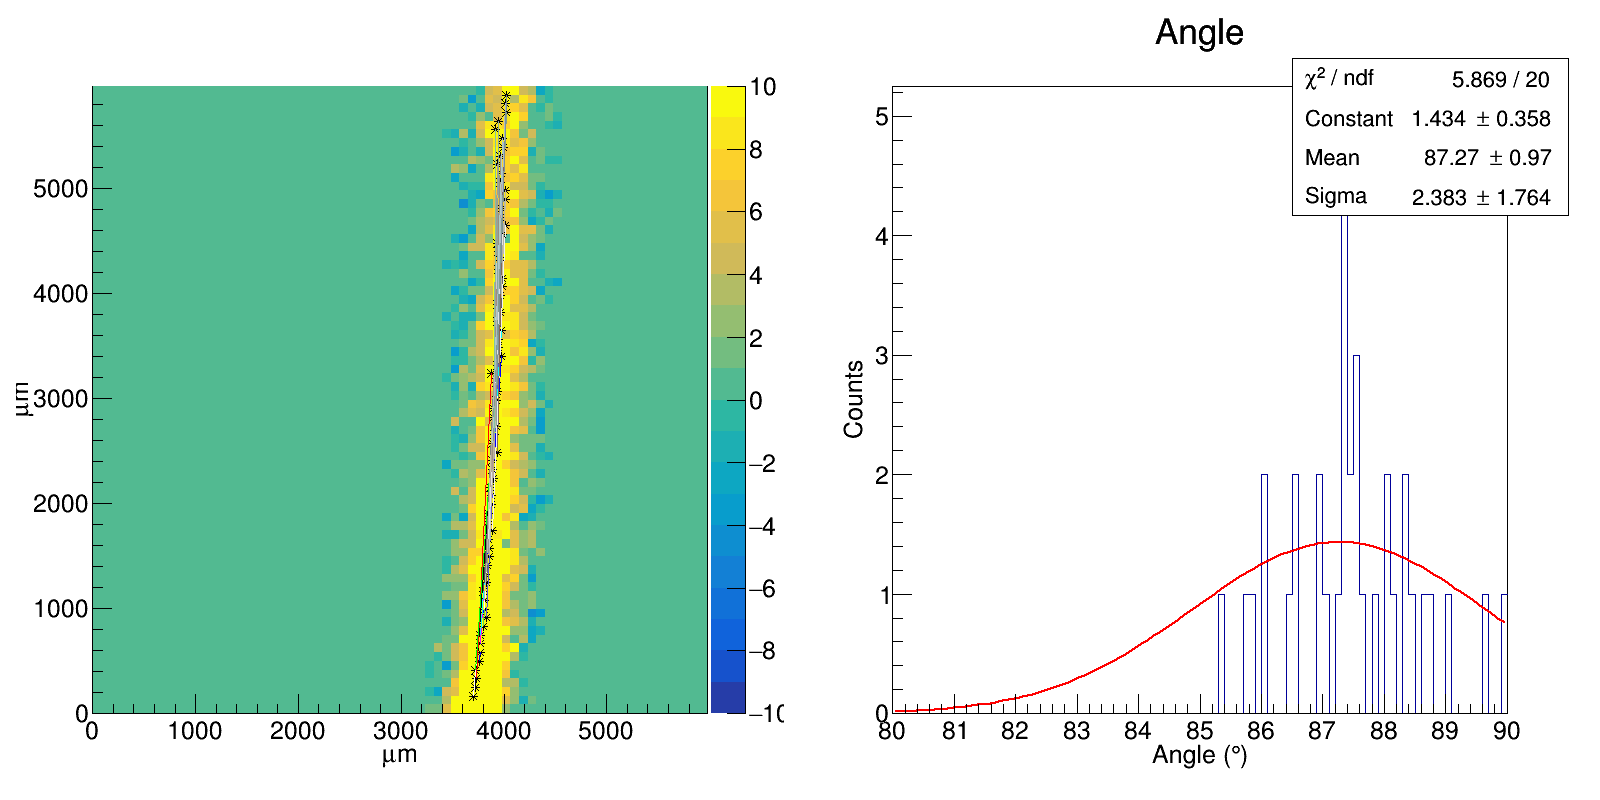 Angle
χ² / ndf 5.869 / 20
Constant 1.434 ± 0.358
Mean 87.27 ± 0.97
Sigma 2.383 ± 1.764
10
8
6
4
2
0
−2
−4
−6
−8
−10
5000
4000
3000
2000
1000
0
μm
0 1000 2000 3000 4000 5000
μm
5
4
3
2
1
0
Counts
80 81 82 83 84 85 86 87 88 89 90
Angle (°)